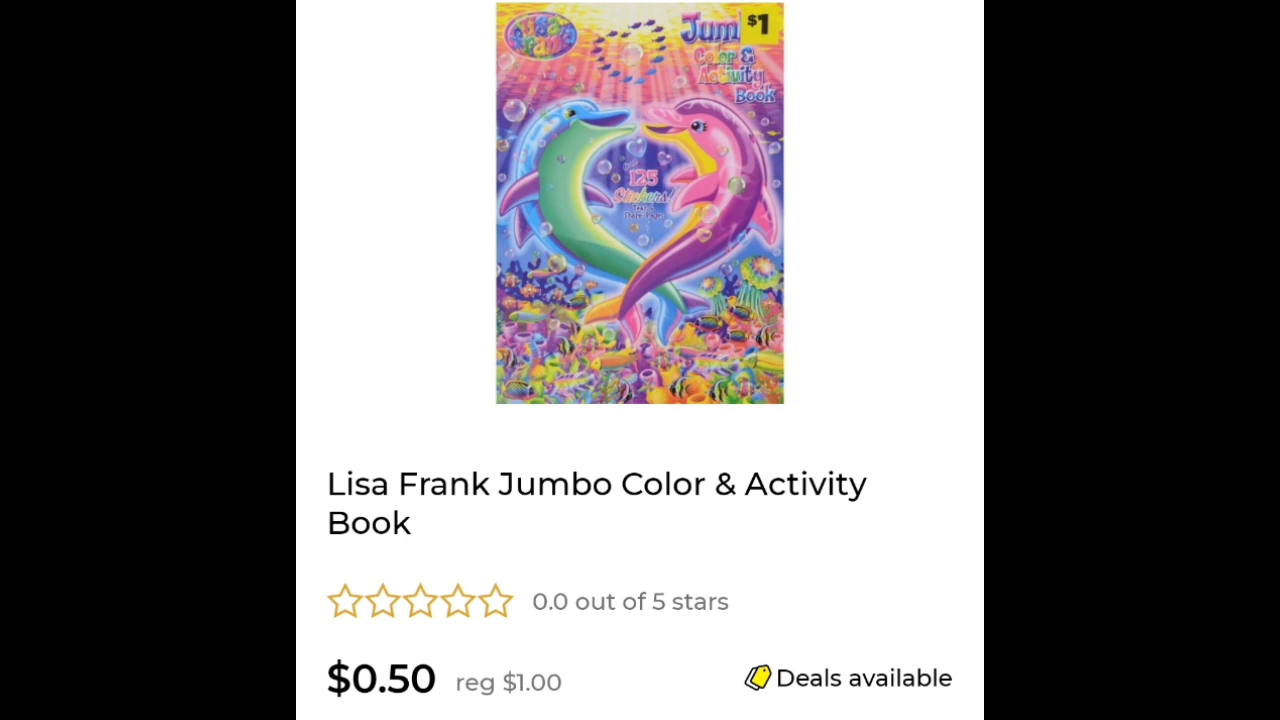 Lisa
Frank
Jum
$1
Color &
Activity
Book
125
Stickers!
Lisa Frank Jumbo Color & Activity
Book
0.0 out of 5 stars
$0.50 reg $1.00
Deals available